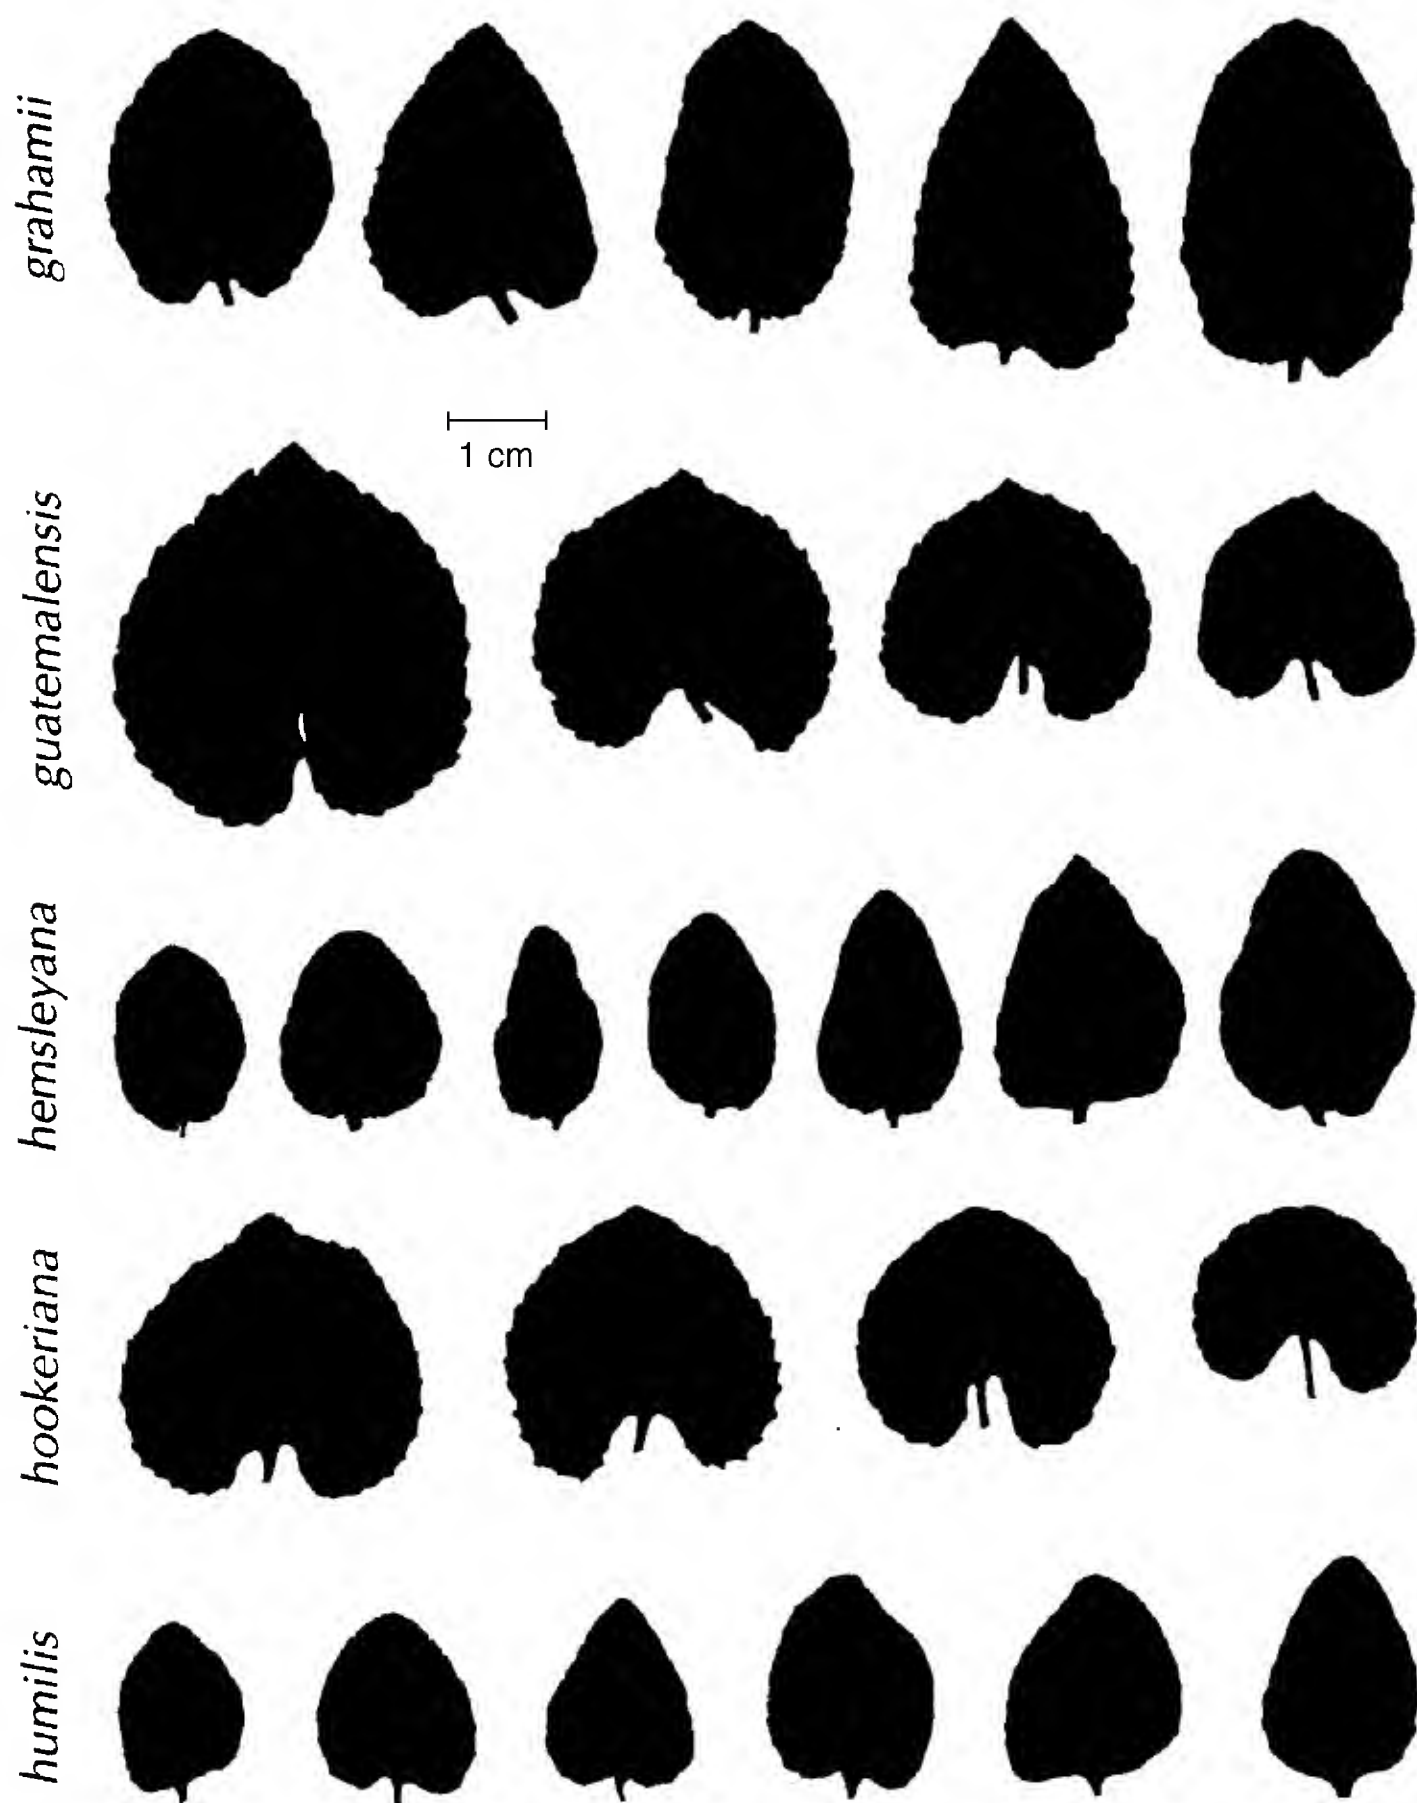 grahamii
1 cm
guatemalensis
hemsleyana
hookeriana
humilis